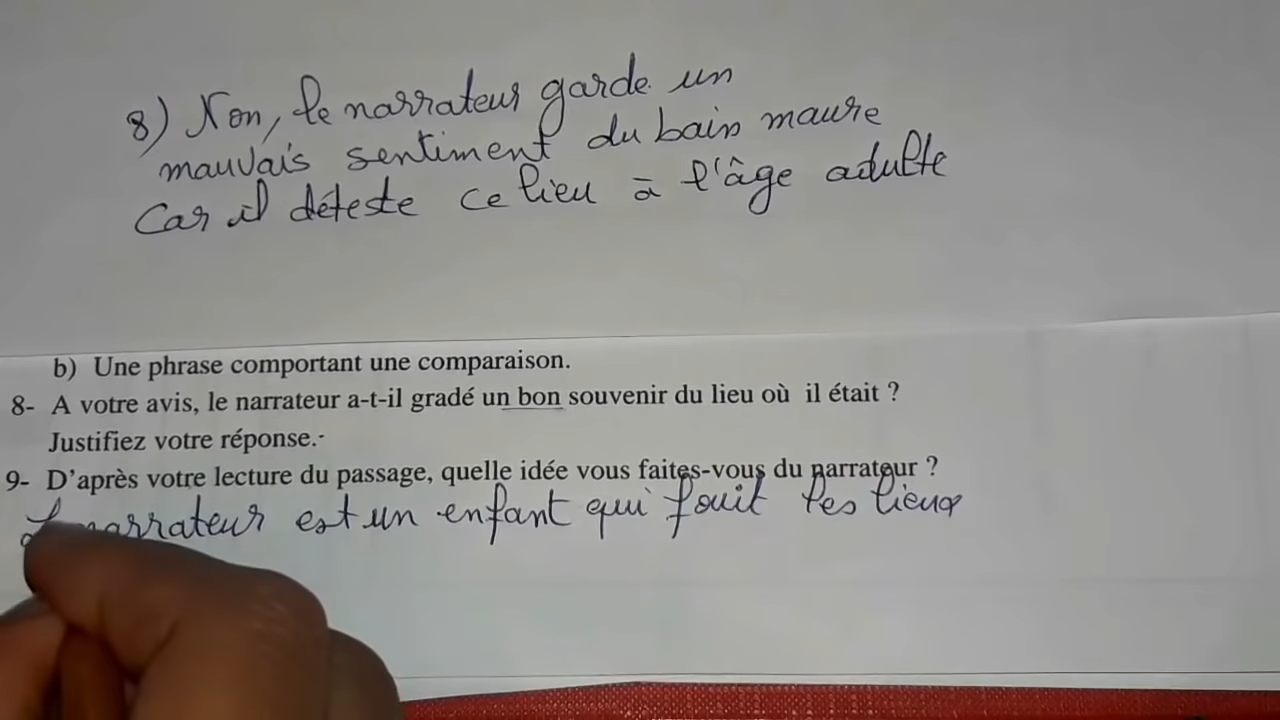 8) Non, le narrateur garde un
mauvais sentiment du bain maure
Car il déteste ce lieu à l'âge adulte
b) Une phrase comportant une comparaison.
8- A votre avis, le narrateur a-t-il gradé un bon souvenir du lieu où il était ?
Justifiez votre réponse.-
9- D'après votre lecture du passage, quelle idée vous faites-vous du narrateur ?
narrateur est un enfant qui fouit les lieux